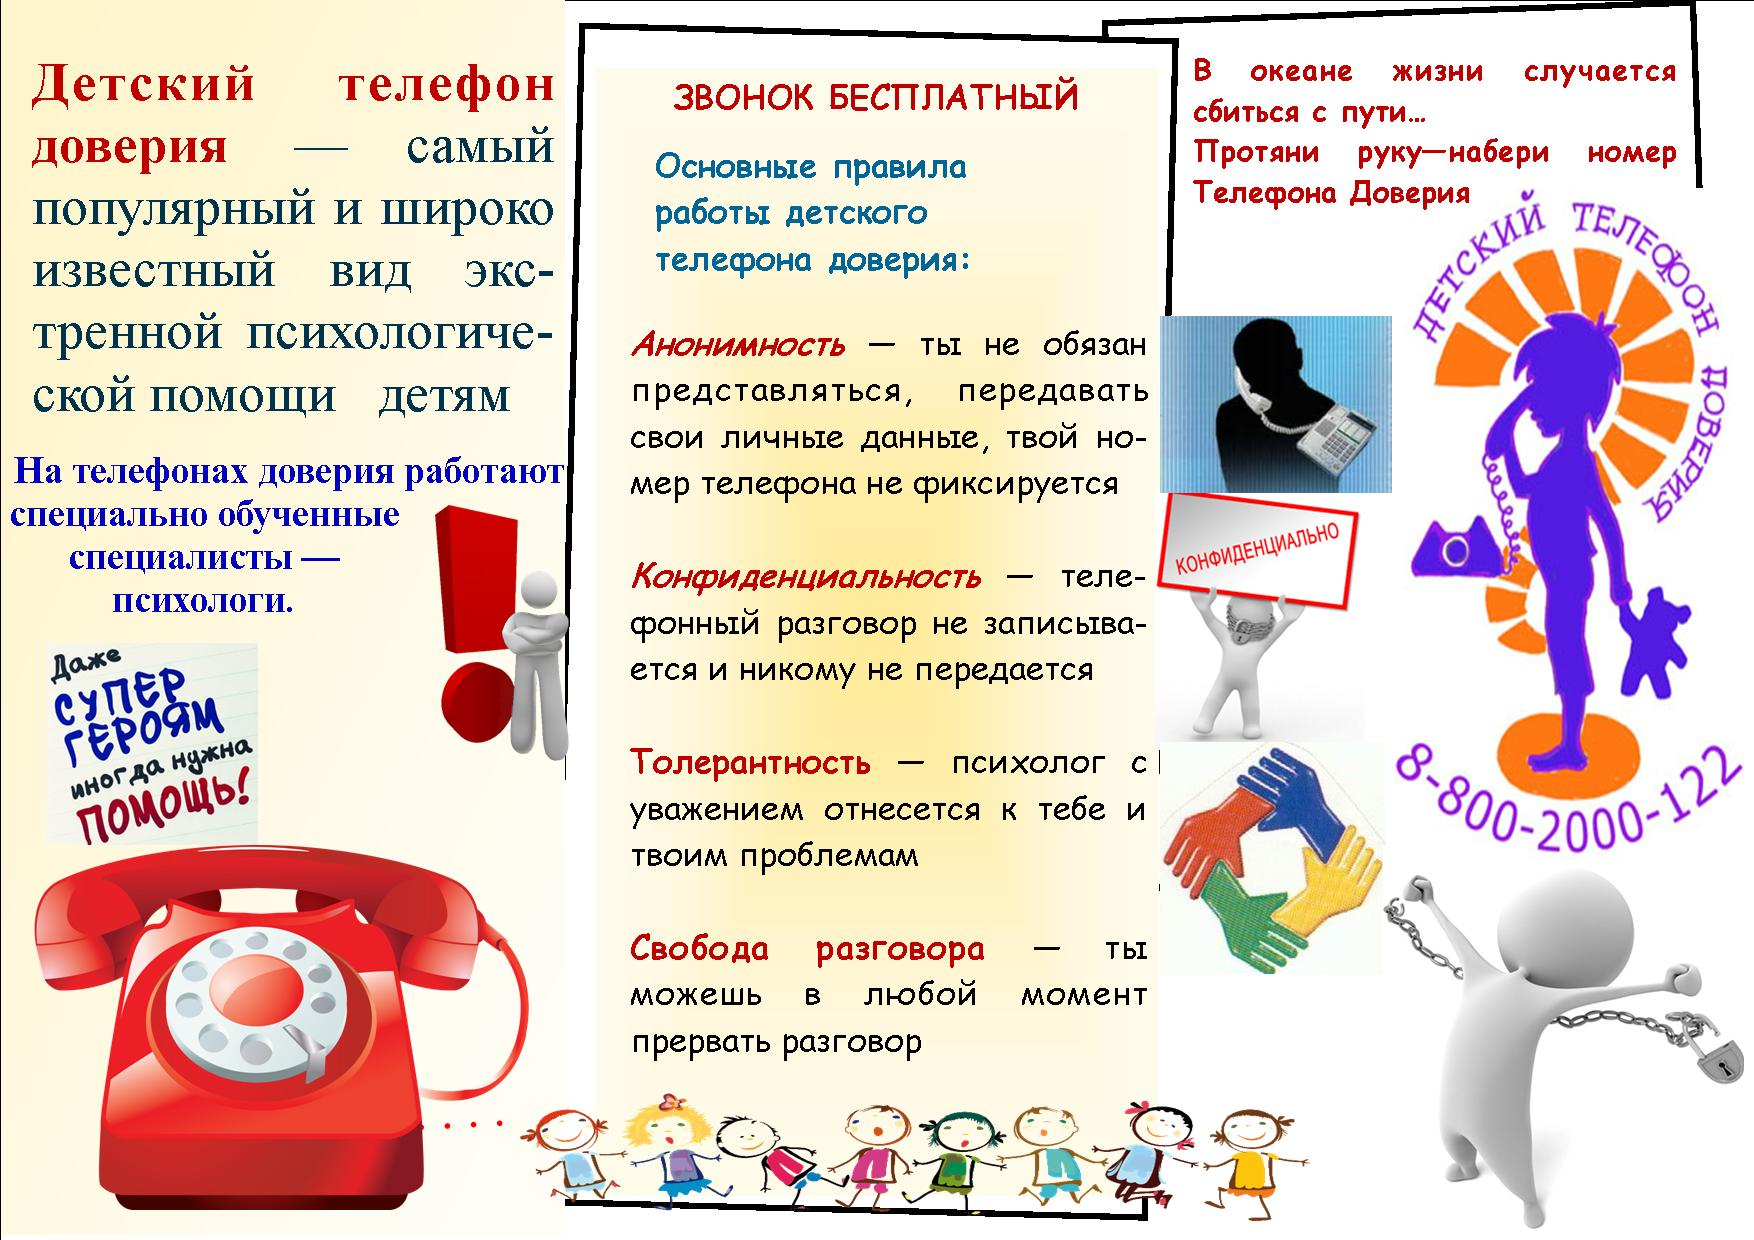 Детский телефон
доверия — самый
популярный и широко
известный вид экс-
тренной психологиче-
ской помощи детям
На телефонах доверия работают
специально обученные
специалисты —
психологи.
Даже
СУПЕР
ГЕРОЯМ
иногда нужна
ПОМОЩЬ!
ЗВОНОК БЕСПЛАТНЫЙ
Основные правила
работы детского
телефона доверия:
Анонимность — ты не обязан
представляться, передавать
свои личные данные, твой но-
мер телефона не фиксируется
Конфиденциальность — теле-
фонный разговор не записыва-
ется и никому не передается
Толерантность — психолог с
уважением отнесется к тебе и
твоим проблемам
Свобода разговора — ты
можешь в любой момент
прервать разговор
В океане жизни случается
сбиться с пути…
Протяни руку—набери номер
Телефона Доверия
ДЕТСКИЙ ТЕЛЕФОН ДОВЕРИЯ
КОНФИДЕНЦИАЛЬНО
8-800-2000-122